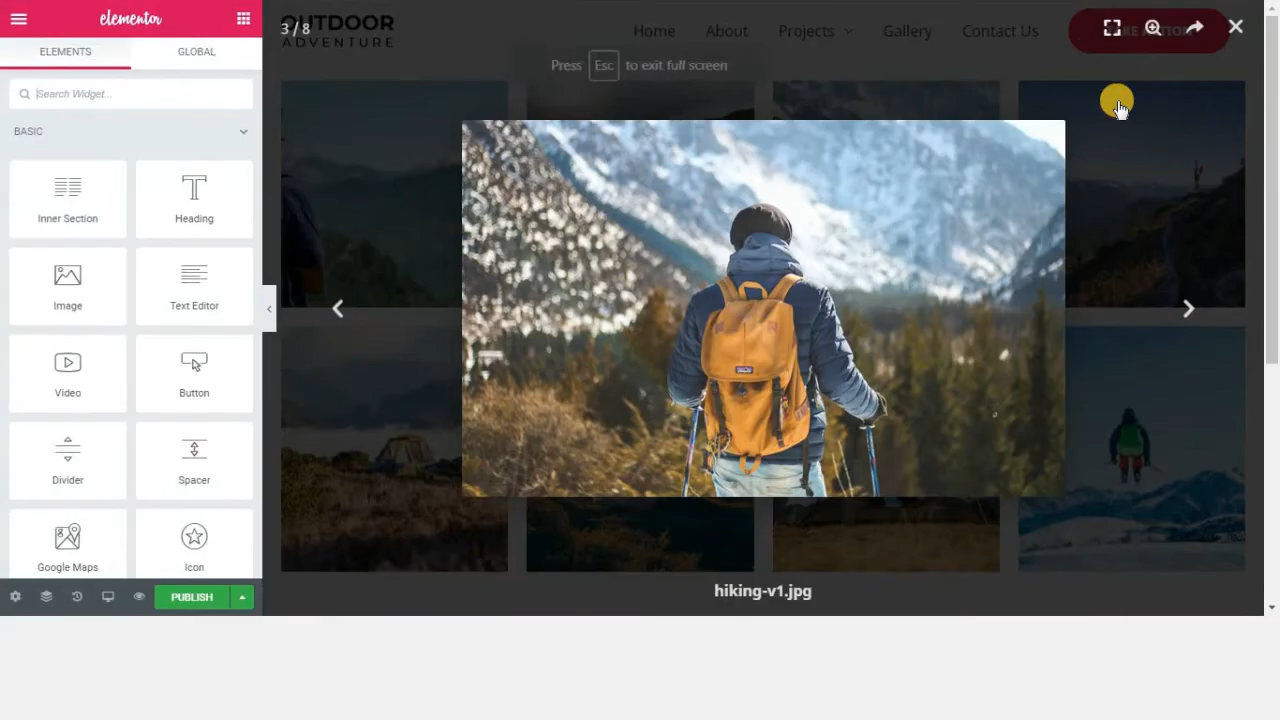 elementor
ELEMENTS
GLOBAL
Search Widget...
BASIC
Inner Section
Heading
Image
Text Editor
Video
Button
Divider
Spacer
Google Maps
Icon
PUBLISH
OUTDOOR
ADVENTURE
3 / 8
Home
About
Projects
Gallery
Contact Us
Press Esc to exit full screen
hiking-v1.jpg